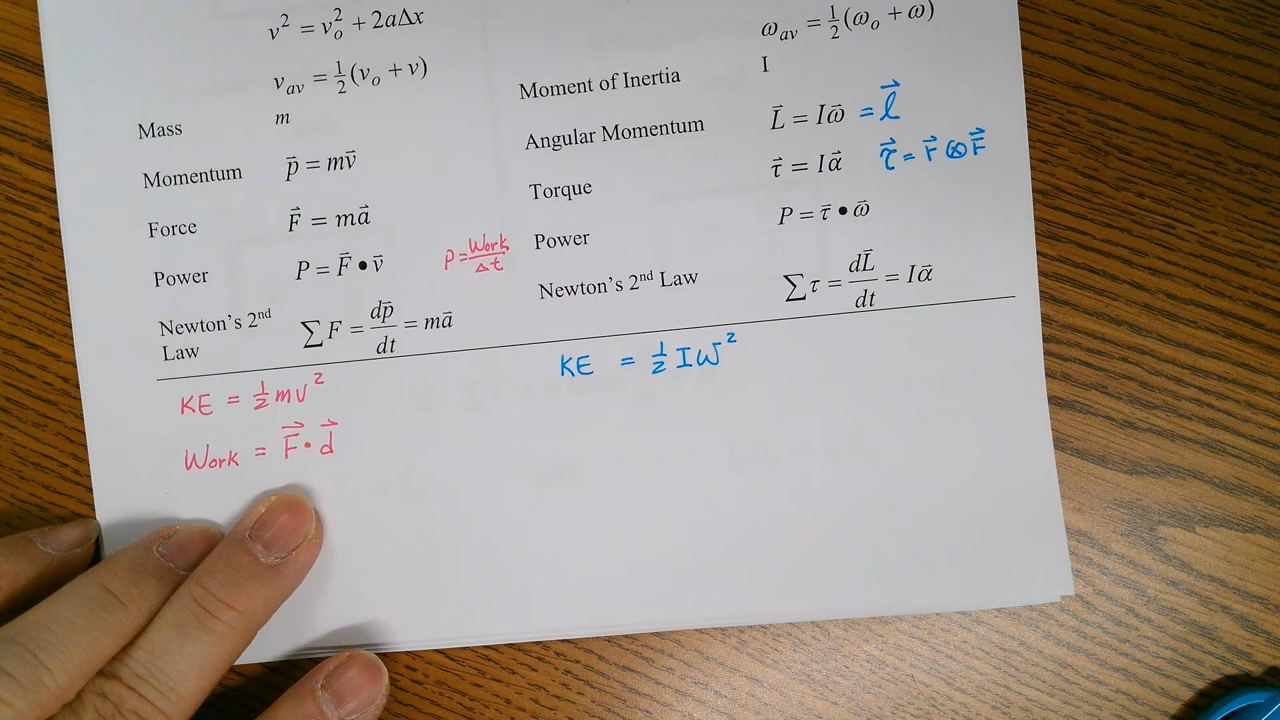 v² = v₀² + 2aΔx
v_av = ½(v₀ + v)
Mass m
Momentum p⃗ = mv⃗
Force F⃗ = ma⃗
Power P = F⃗ • v⃗ P = Work/Δt
Newton's 2nd Law ∑F = dp⃗/dt = ma⃗
KE = ½mv²
Work = F⃗ · d⃗
ω_av = ½(ω₀ + ω)
Moment of Inertia I
Angular Momentum L⃗ = Iω⃗ = l⃗
Torque τ⃗ = Iα⃗ τ⃗ = r⃗ ⊗ F⃗
Power P = τ⃗ • ω⃗
Newton's 2nd Law ∑τ = dL⃗/dt = Iα⃗
KE = ½Iω²